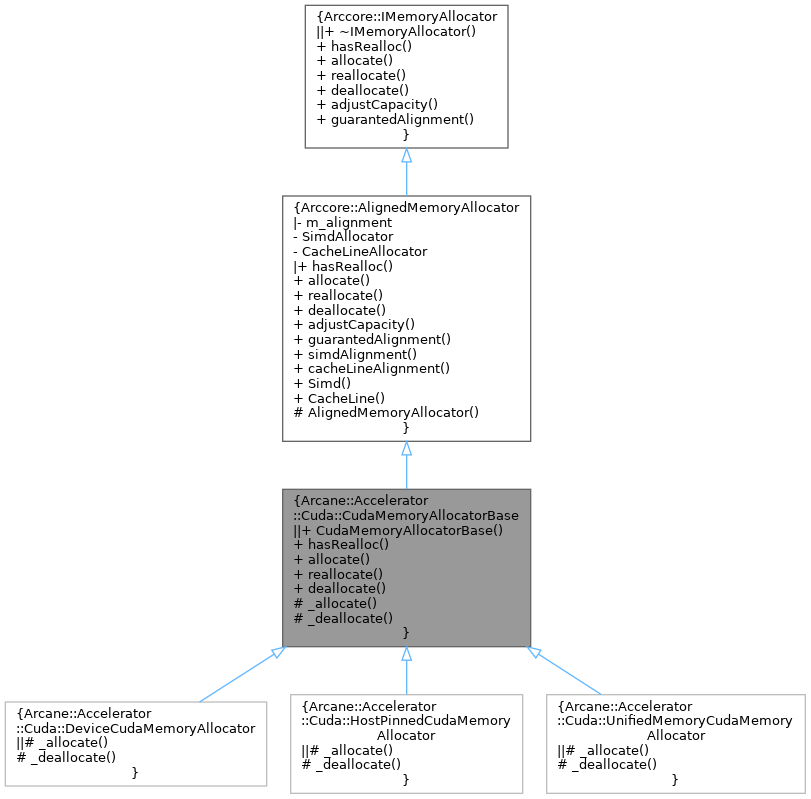 {Arccore::IMemoryAllocator
||+ ~IMemoryAllocator()
+ hasRealloc()
+ allocate()
+ reallocate()
+ deallocate()
+ adjustCapacity()
+ guarantedAlignment()
}
{Arccore::AlignedMemoryAllocator
|- m_alignment
- SimdAllocator
- CacheLineAllocator
|+ hasRealloc()
+ allocate()
+ reallocate()
+ deallocate()
+ adjustCapacity()
+ guarantedAlignment()
+ simdAlignment()
+ cacheLineAlignment()
+ Simd()
+ CacheLine()
# AlignedMemoryAllocator()
}
{Arcane::Accelerator
::Cuda::CudaMemoryAllocatorBase
||+ CudaMemoryAllocatorBase()
+ hasRealloc()
+ allocate()
+ reallocate()
+ deallocate()
# _allocate()
# _deallocate()
}
{Arcane::Accelerator
::Cuda::DeviceCudaMemoryAllocator
||# _allocate()
# _deallocate()
}
{Arcane::Accelerator
::Cuda::HostPinnedCudaMemory
Allocator
||# _allocate()
# _deallocate()
}
{Arcane::Accelerator
::Cuda::UnifiedMemoryCudaMemory
Allocator
||# _allocate()
# _deallocate()
}